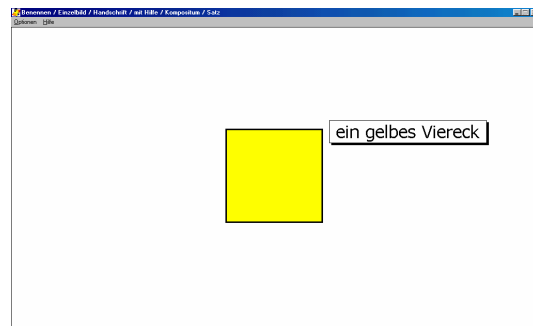 Benennen / Einzelbild / Handschrift / mit Hilfe / Kompositum / Satz
Optionen Hilfe
ein gelbes Viereck